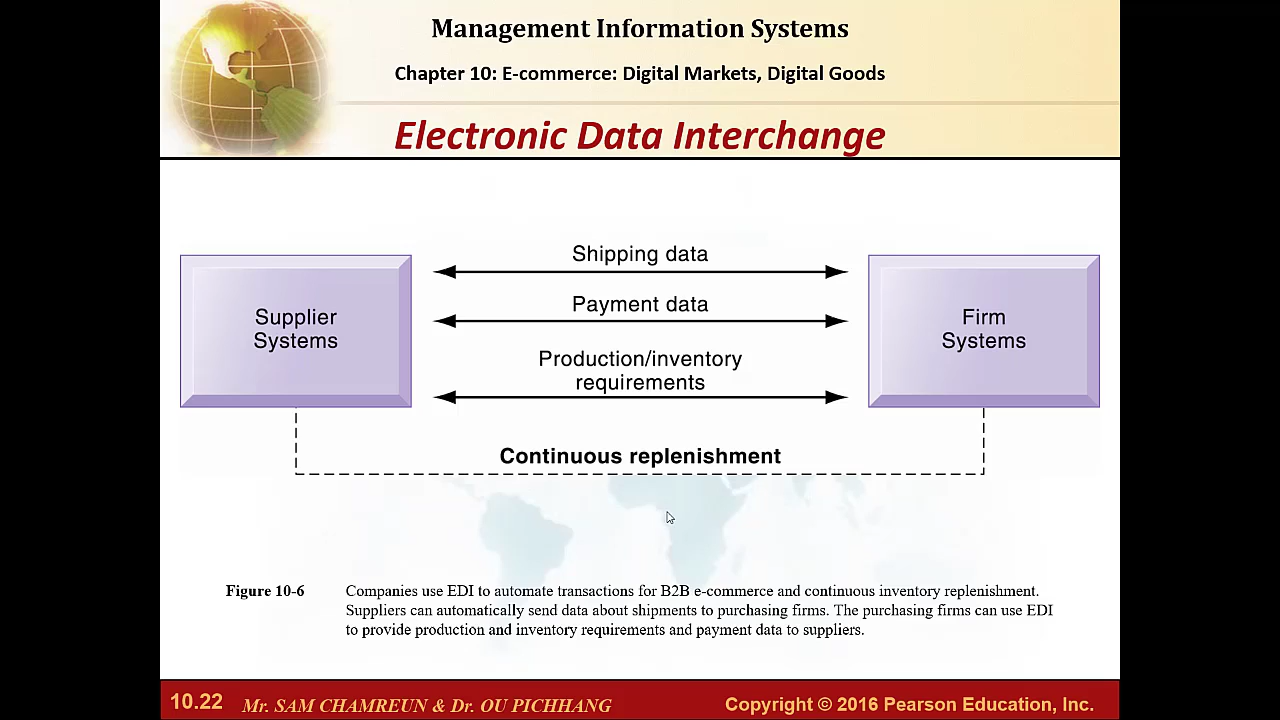 Management Information Systems
Chapter 10: E-commerce: Digital Markets, Digital Goods
Electronic Data Interchange
Shipping data
Payment data
Production/inventory
requirements
Supplier
Systems
Firm
Systems
Continuous replenishment
Figure 10-6 Companies use EDI to automate transactions for B2B e-commerce and continuous inventory replenishment.
Suppliers can automatically send data about shipments to purchasing firms. The purchasing firms can use EDI
to provide production and inventory requirements and payment data to suppliers.
10.22 Mr. SAM CHAMREUN & Dr. OU PICHHANG Copyright © 2016 Pearson Education, Inc.